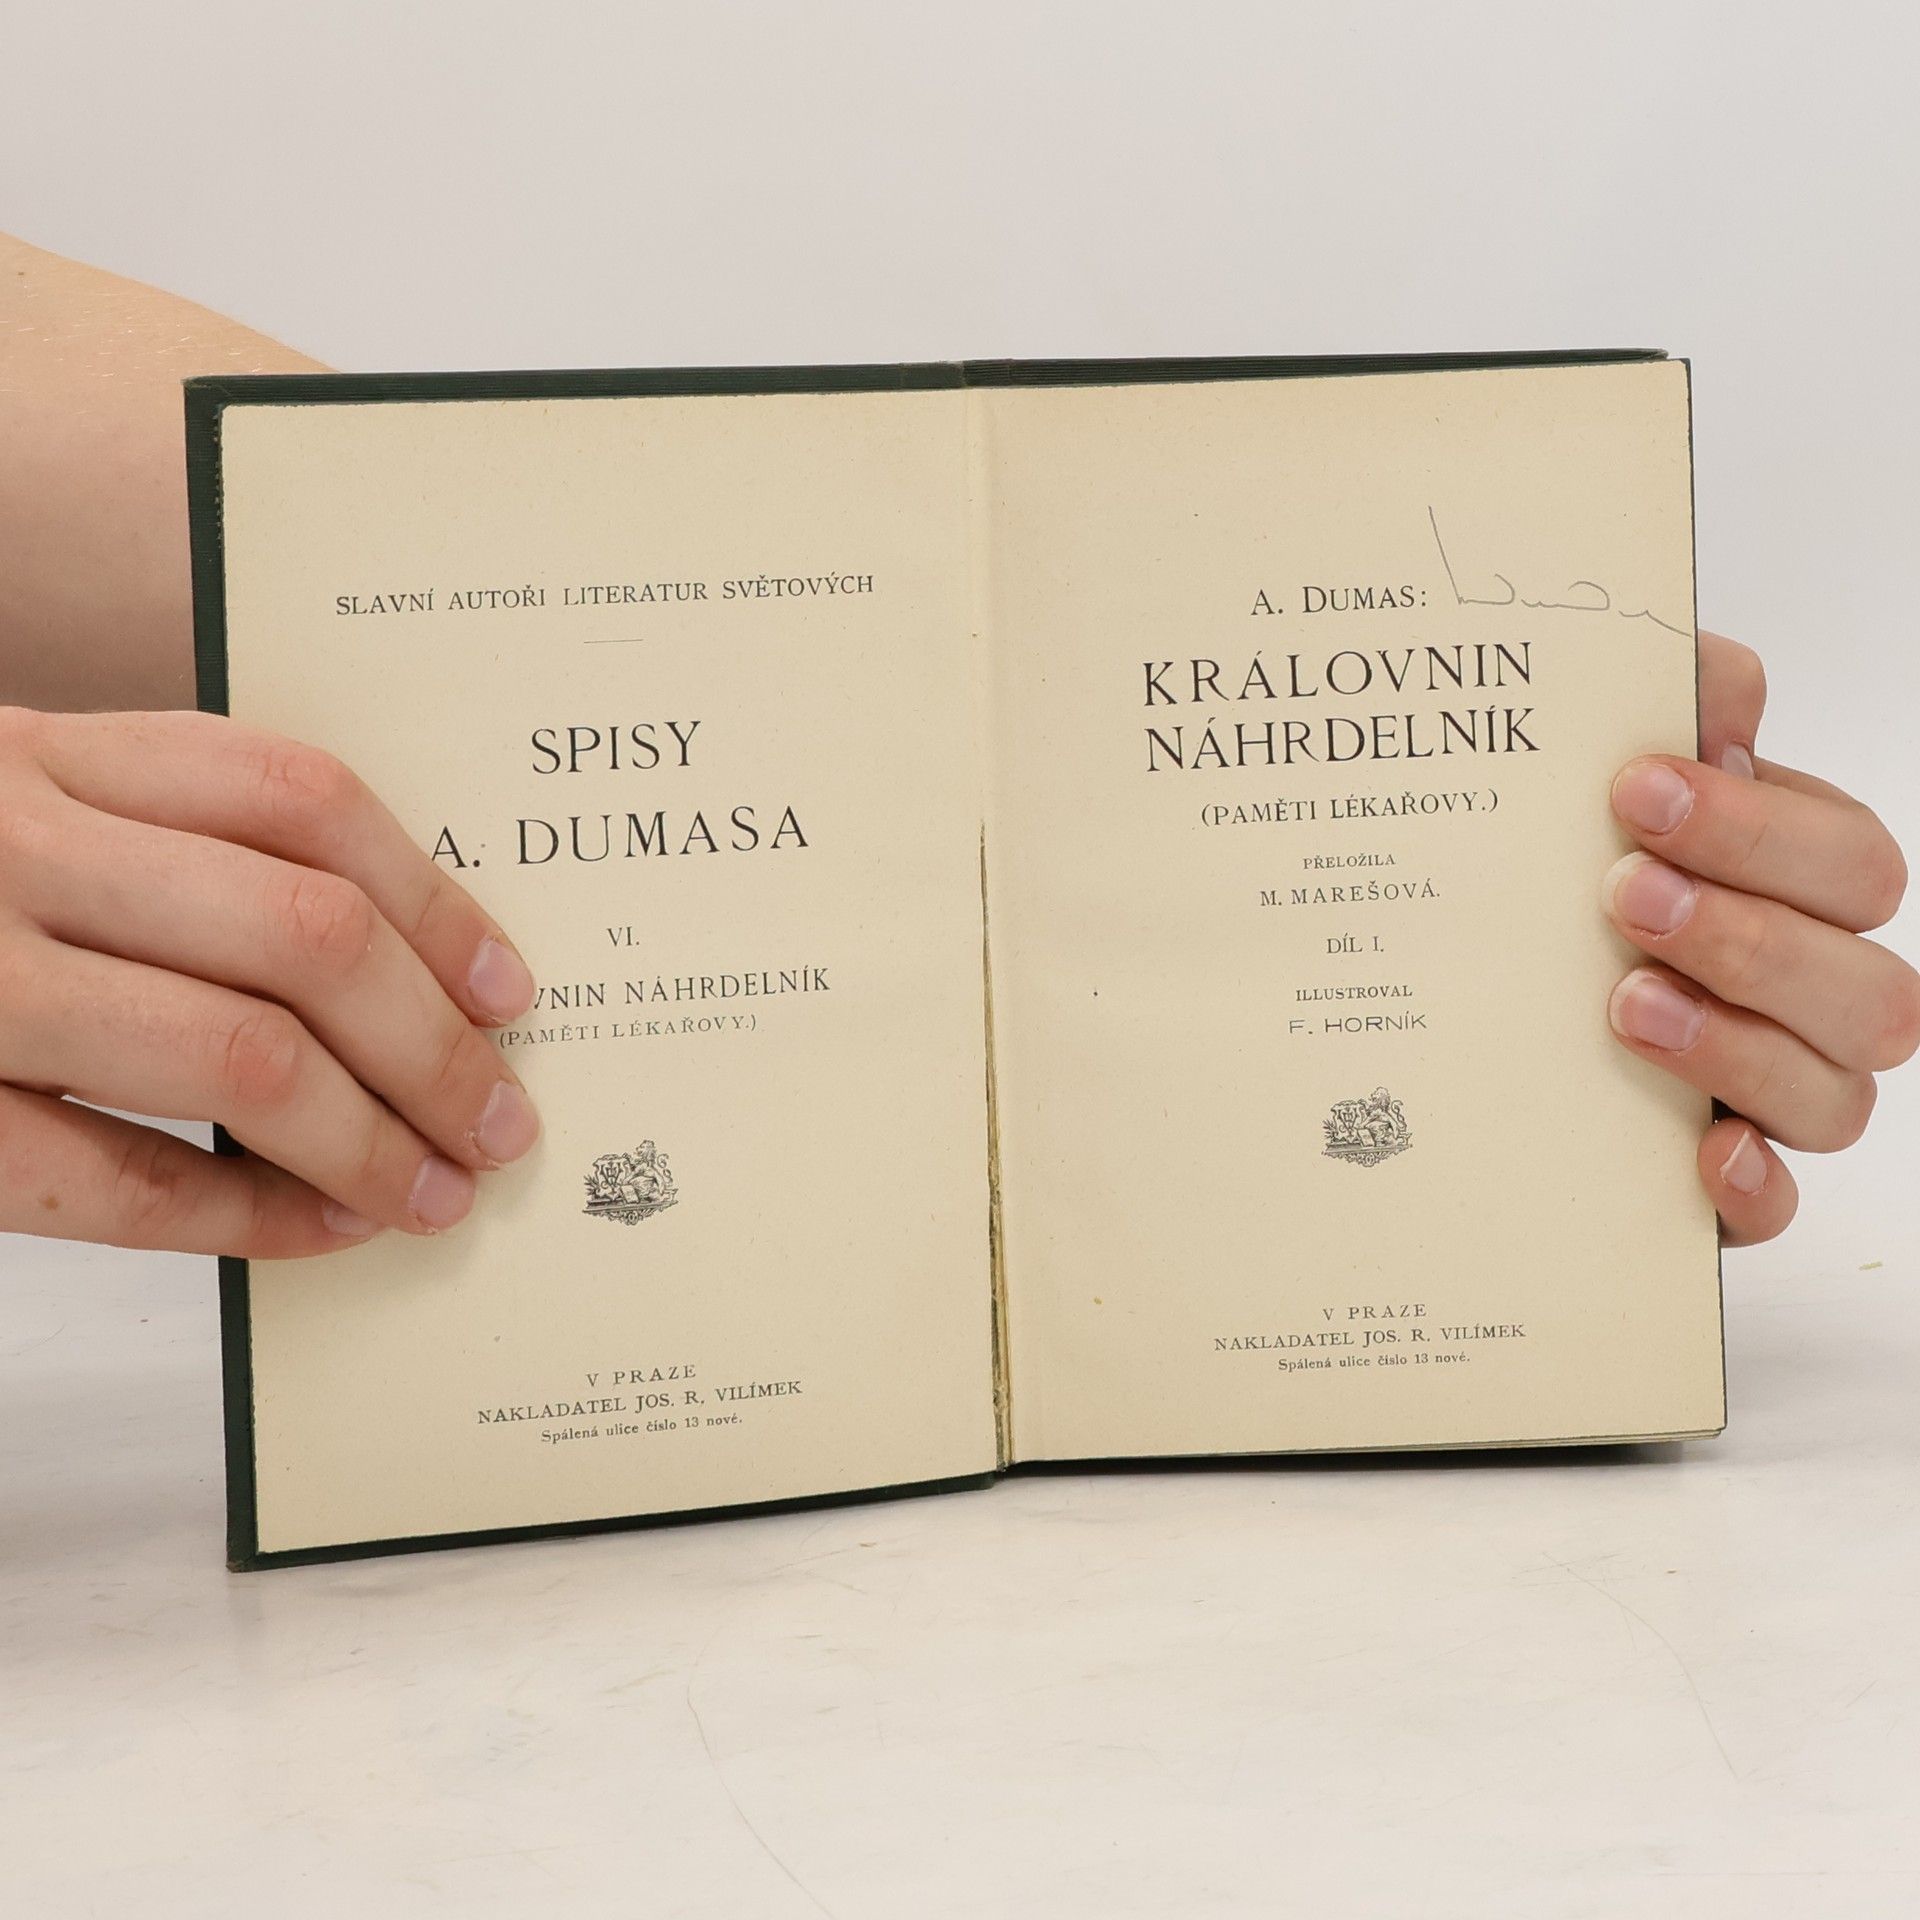 SLAVNÍ AUTOŘI LITERATUR SVĚTOVÝCH
SPISY
A. DUMASA
VI.
VNIN NÁHRDELNÍK
(PAMĚTI LÉKAŘOVY.)
V PRAZE
NAKLADATEL JOS. R. VILÍMEK
Spálená ulice číslo 13 nové.
A. DUMAS:
KRÁLOVNIN
NÁHRDELNÍK
(PAMĚTI LÉKAŘOVY.)
PŘELOŽILA
M. MAREŠOVÁ.
DÍL I.
ILLUSTROVAL
F. HORNÍK
V PRAZE
NAKLADATEL JOS. R. VILÍMEK
Spálená ulice číslo 13 nové.